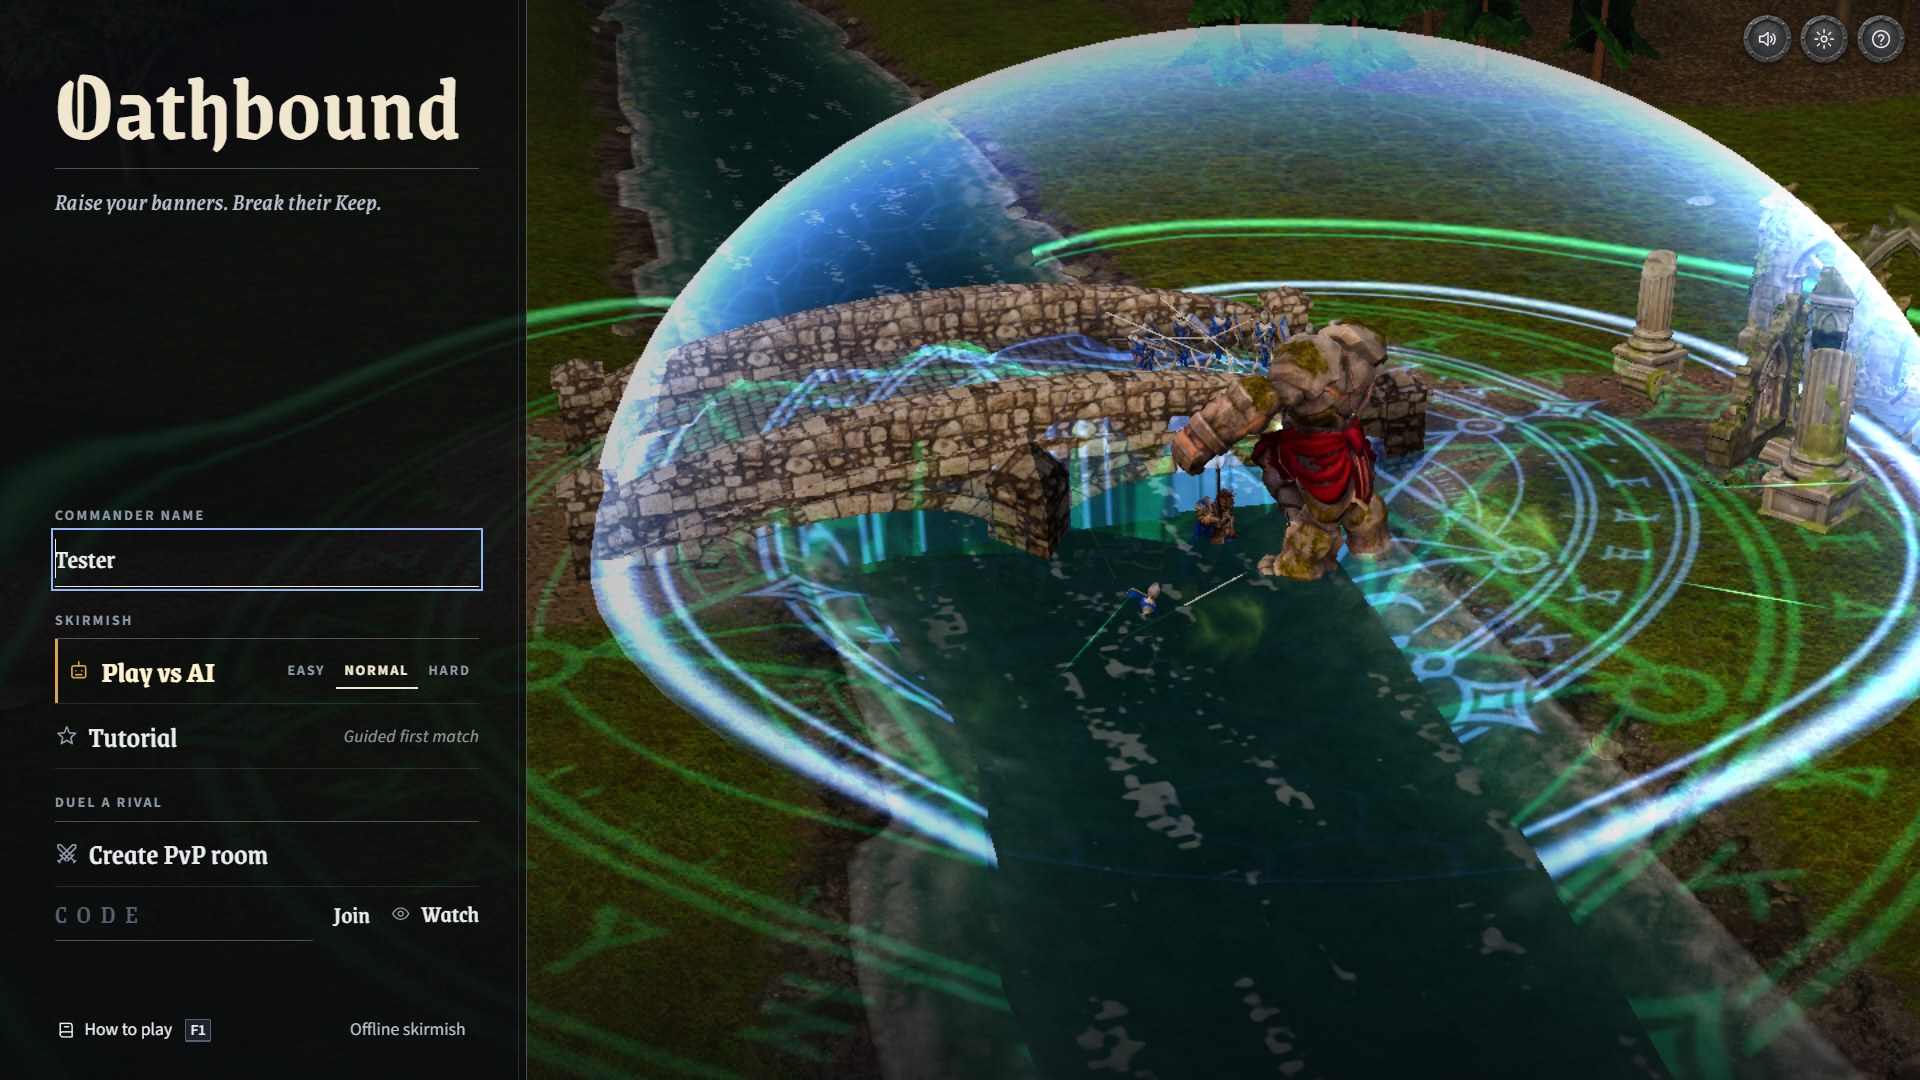 Oathbound
Raise your banners. Break their Keep.
COMMANDER NAME
Tester
SKIRMISH
Play vs AI EASY NORMAL HARD
Tutorial Guided first match
DUEL A RIVAL
Create PvP room
CODE Join Watch
How to play F1 Offline skirmish